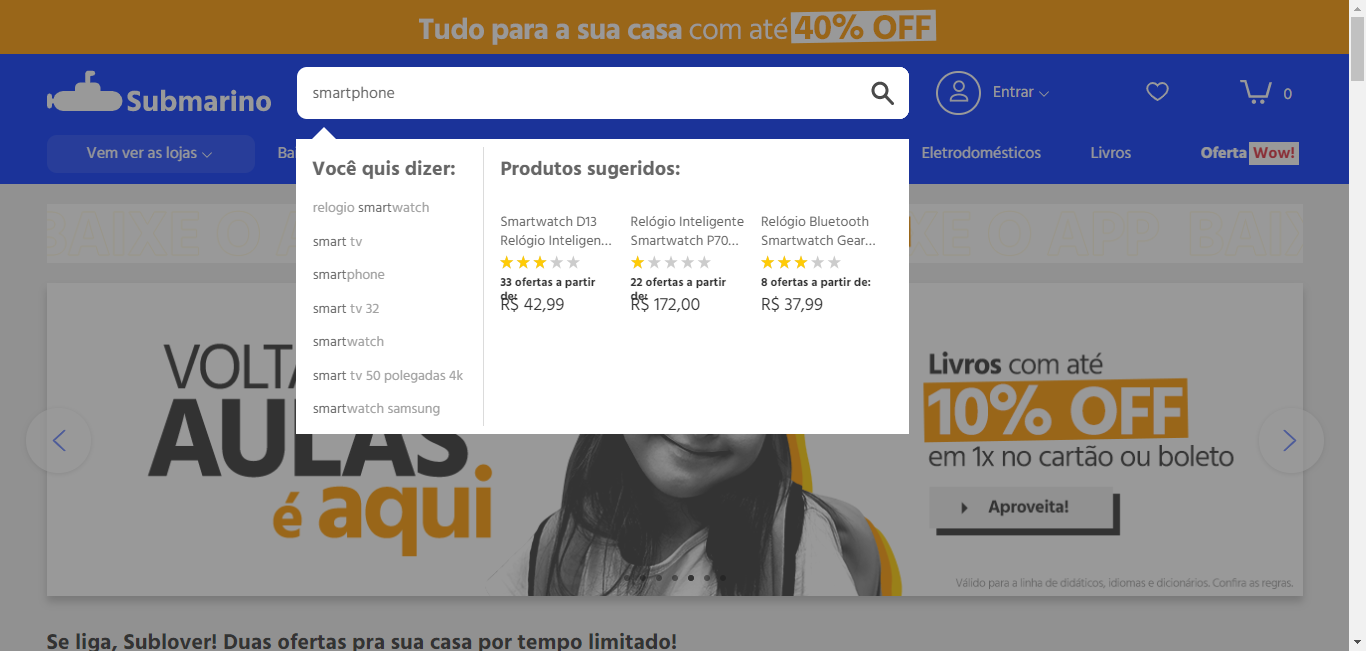 Tudo para a sua casa com até 40% OFF
Submarino
smartphone
Entrar
0
Vem ver as lojas
Bai
Eletrodomésticos
Livros
Oferta Wow!
Você quis dizer:
relogio smartwatch
smart tv
smartphone
smart tv 32
smartwatch
smart tv 50 polegadas 4k
smartwatch samsung
Produtos sugeridos:
Smartwatch D13
Relógio Inteligen...
33 ofertas a partir
de:
R$ 42,99
Relógio Inteligente
Smartwatch P70...
22 ofertas a partir
de:
R$ 172,00
Relógio Bluetooth
Smartwatch Gear...
8 ofertas a partir de:
R$ 37,99
BAIXE O A
KE O APP BAIX
VOLTA
AULAS
é aqui
Livros com até
10% OFF
em 1x no cartão ou boleto
Aproveita!
Válido para a linha de didáticos, idiomas e dicionários. Confira as regras.
Se liga, Sublover! Duas ofertas pra sua casa por tempo limitado!